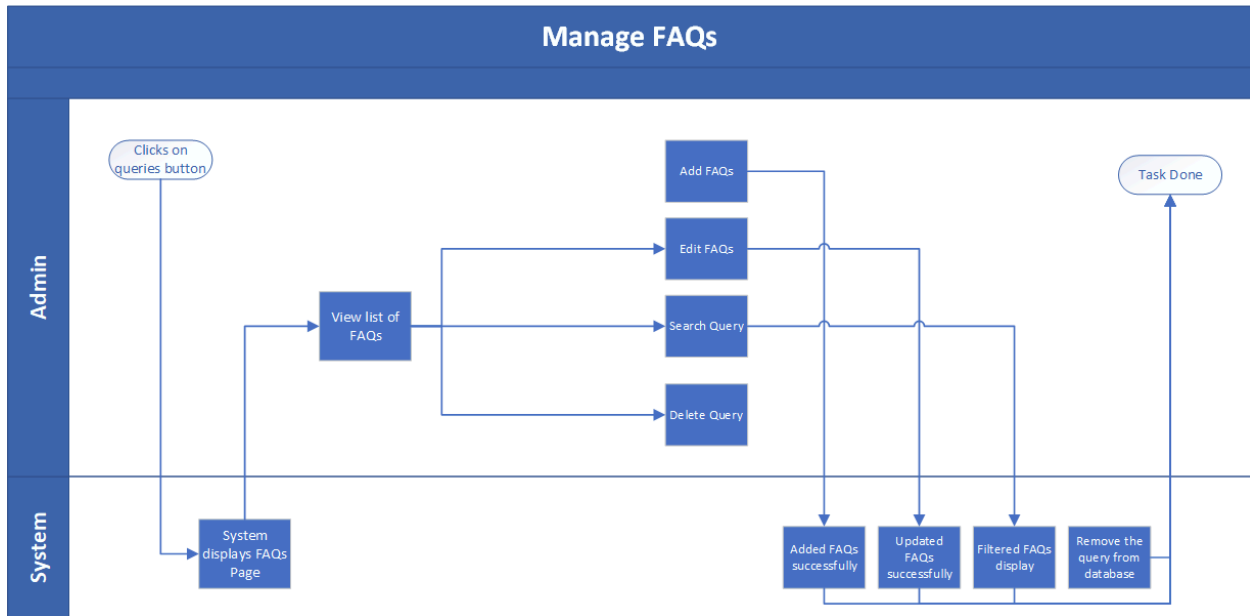 Manage FAQs
Admin
Clicks on
queries button
Add FAQs
Task Done
Edit FAQs
View list of
FAQs
Search Query
Delete Query
System
System
displays FAQs
Page
Added FAQs
successfully
Updated
FAQs
successfully
Filtered FAQs
display
Remove the
query from
database